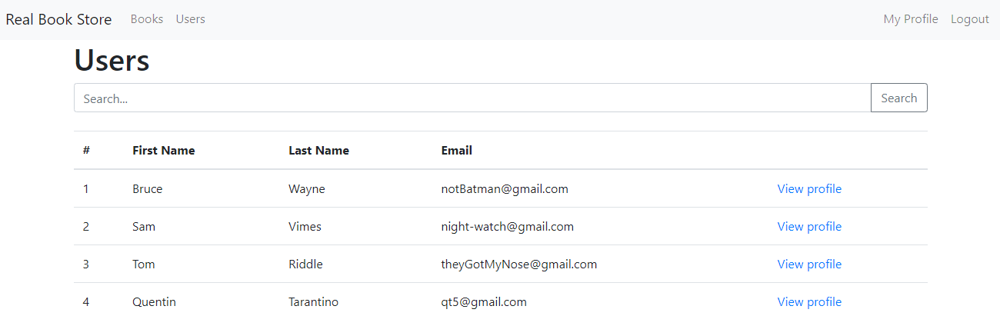 Real Book Store Books Users My Profile Logout
Users
Search... Search
# First Name Last Name Email
1 Bruce Wayne notBatman@gmail.com View profile
2 Sam Vimes night-watch@gmail.com View profile
3 Tom Riddle theyGotMyNose@gmail.com View profile
4 Quentin Tarantino qt5@gmail.com View profile